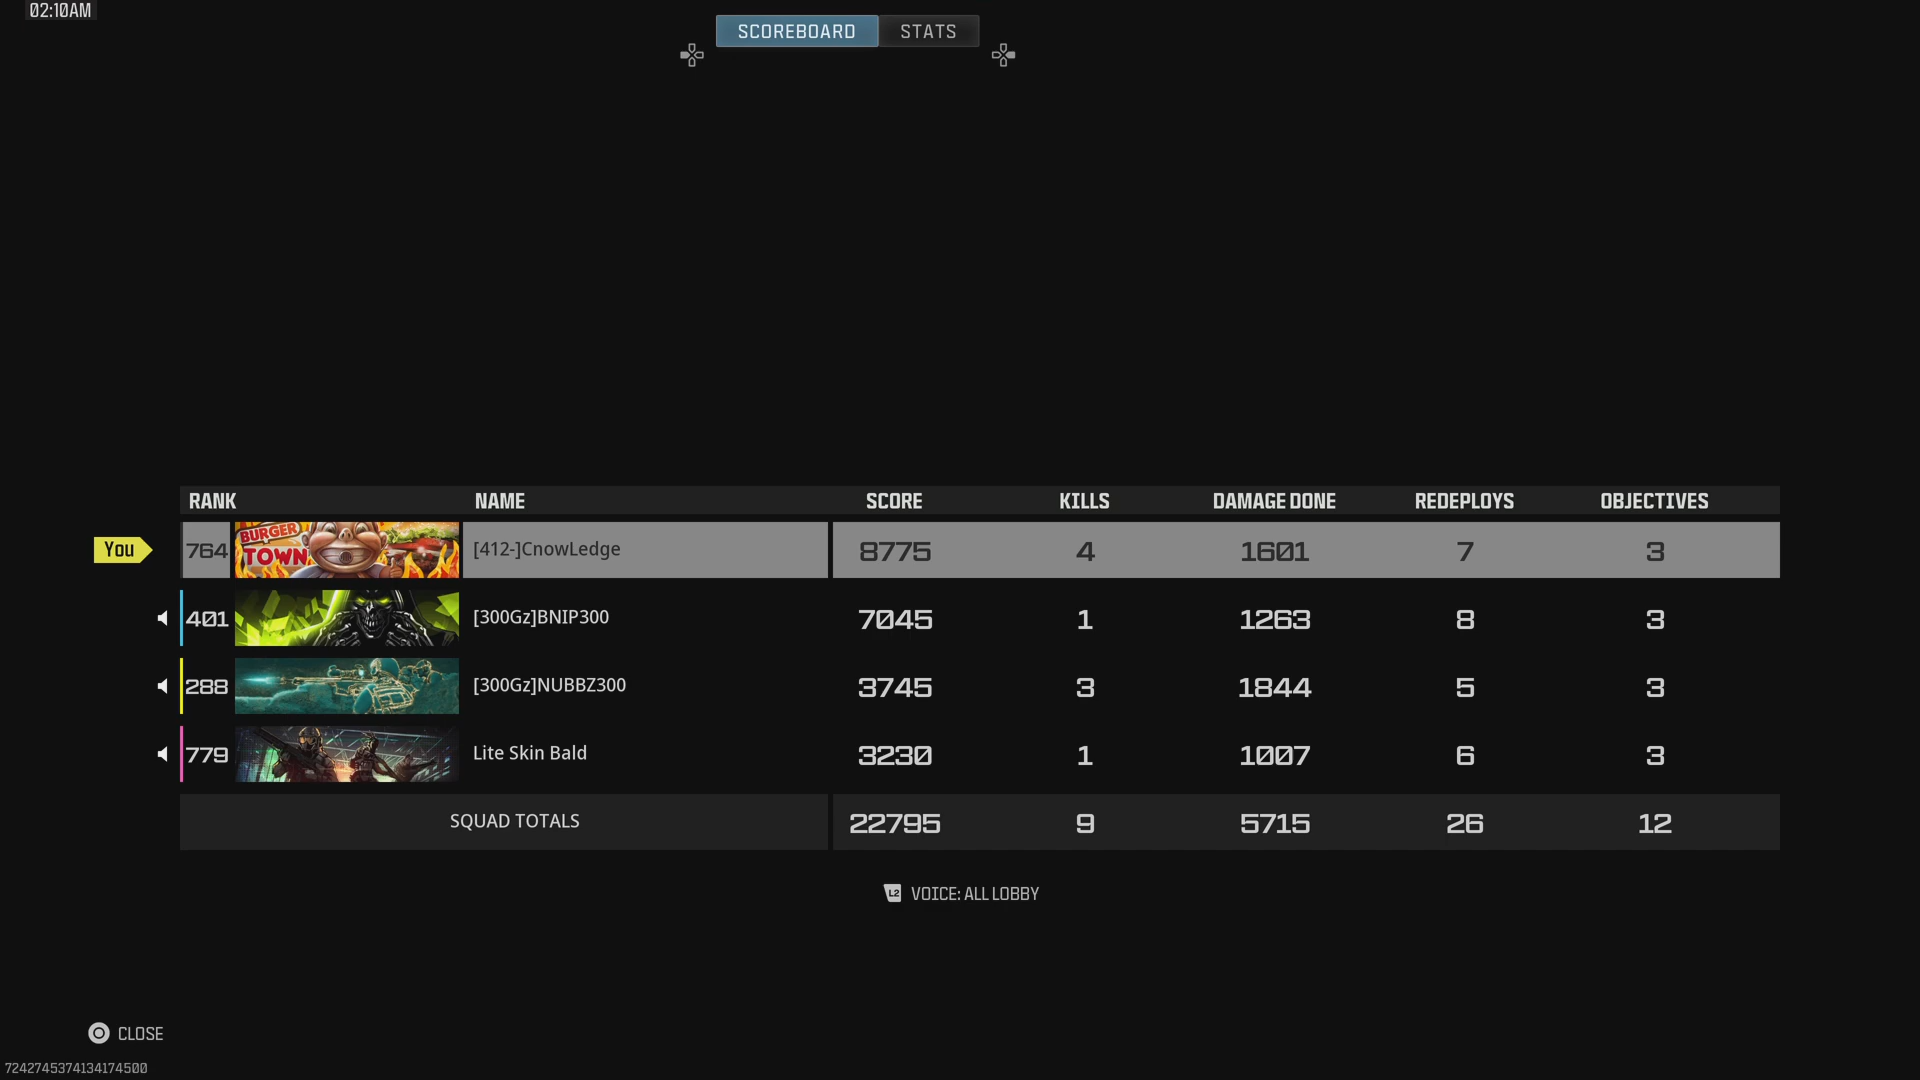 02:10AM
SCOREBOARD STATS
RANK NAME SCORE KILLS DAMAGE DONE REDEPLOYS OBJECTIVES
You 764 BURGER TOWN [412-]CnowLedge 8775 4 1601 7 3
401 [300Gz]BNIP300 7045 1 1263 8 3
288 [300Gz]NUBBZ300 3745 3 1844 5 3
779 Lite Skin Bald 3230 1 1007 6 3
SQUAD TOTALS 22795 9 5715 26 12
L2 VOICE: ALL LOBBY
CLOSE
7242745374134174500